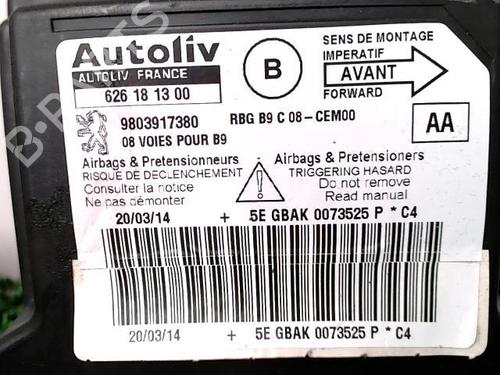 Autoliv
AUTOLIV FRANCE
626 18 13 00
B
SENS DE MONTAGE
IMPERATIF
AVANT
FORWARD
9803917380
RBG B9 C 08-CEM00
08 VOIES POUR B9
AA
Airbags & Pretensionneurs
RISQUE DE DECLENCHEMENT
Consulter la notice
Ne pas démonter
Airbags & Pretensioners
TRIGGERING HASARD
Do not remove
Read manual
20/03/14 + 5E GBAK 0073525 P * C4
20/03/14 + 5E GBAK 0073525 P * C4